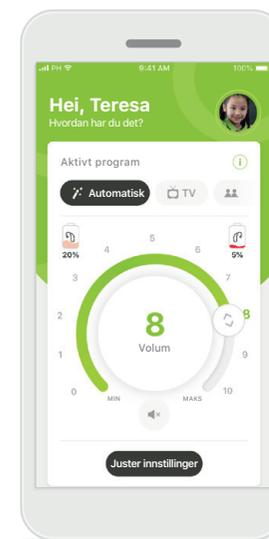 PH 9:41 AM 100%
Hei, Teresa
Hvordan har du det?
Aktivt program i
Automatisk TV
20% 5%
5
4 6
3 7
2 8
1 9
0 10
8
Volum
MIN MAKS
Juster innstillinger